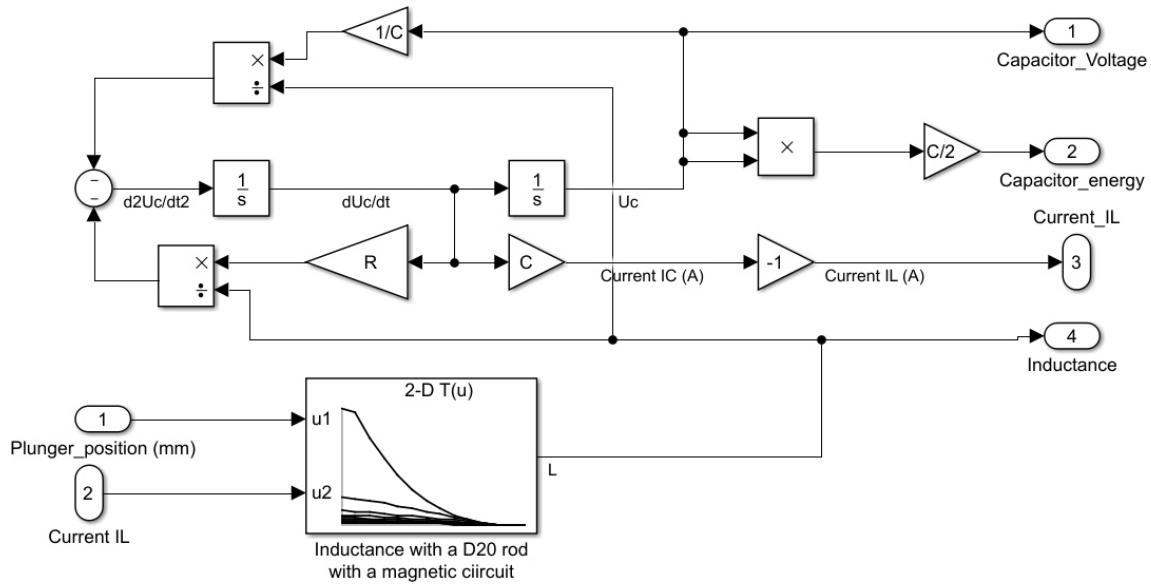 1/C
1
Capacitor_Voltage
×
÷
×
C/2
2
Capacitor_energy
−
−
d2Uc/dt2
1
s
dUc/dt
1
s
Uc
Current_IL
×
÷
R
C
Current IC (A)
-1
Current IL (A)
3
4
Inductance
2-D T(u)
1
u1
Plunger_position (mm)
2
u2
L
Current IL
Inductance with a D20 rod
with a magnetic ciircuit